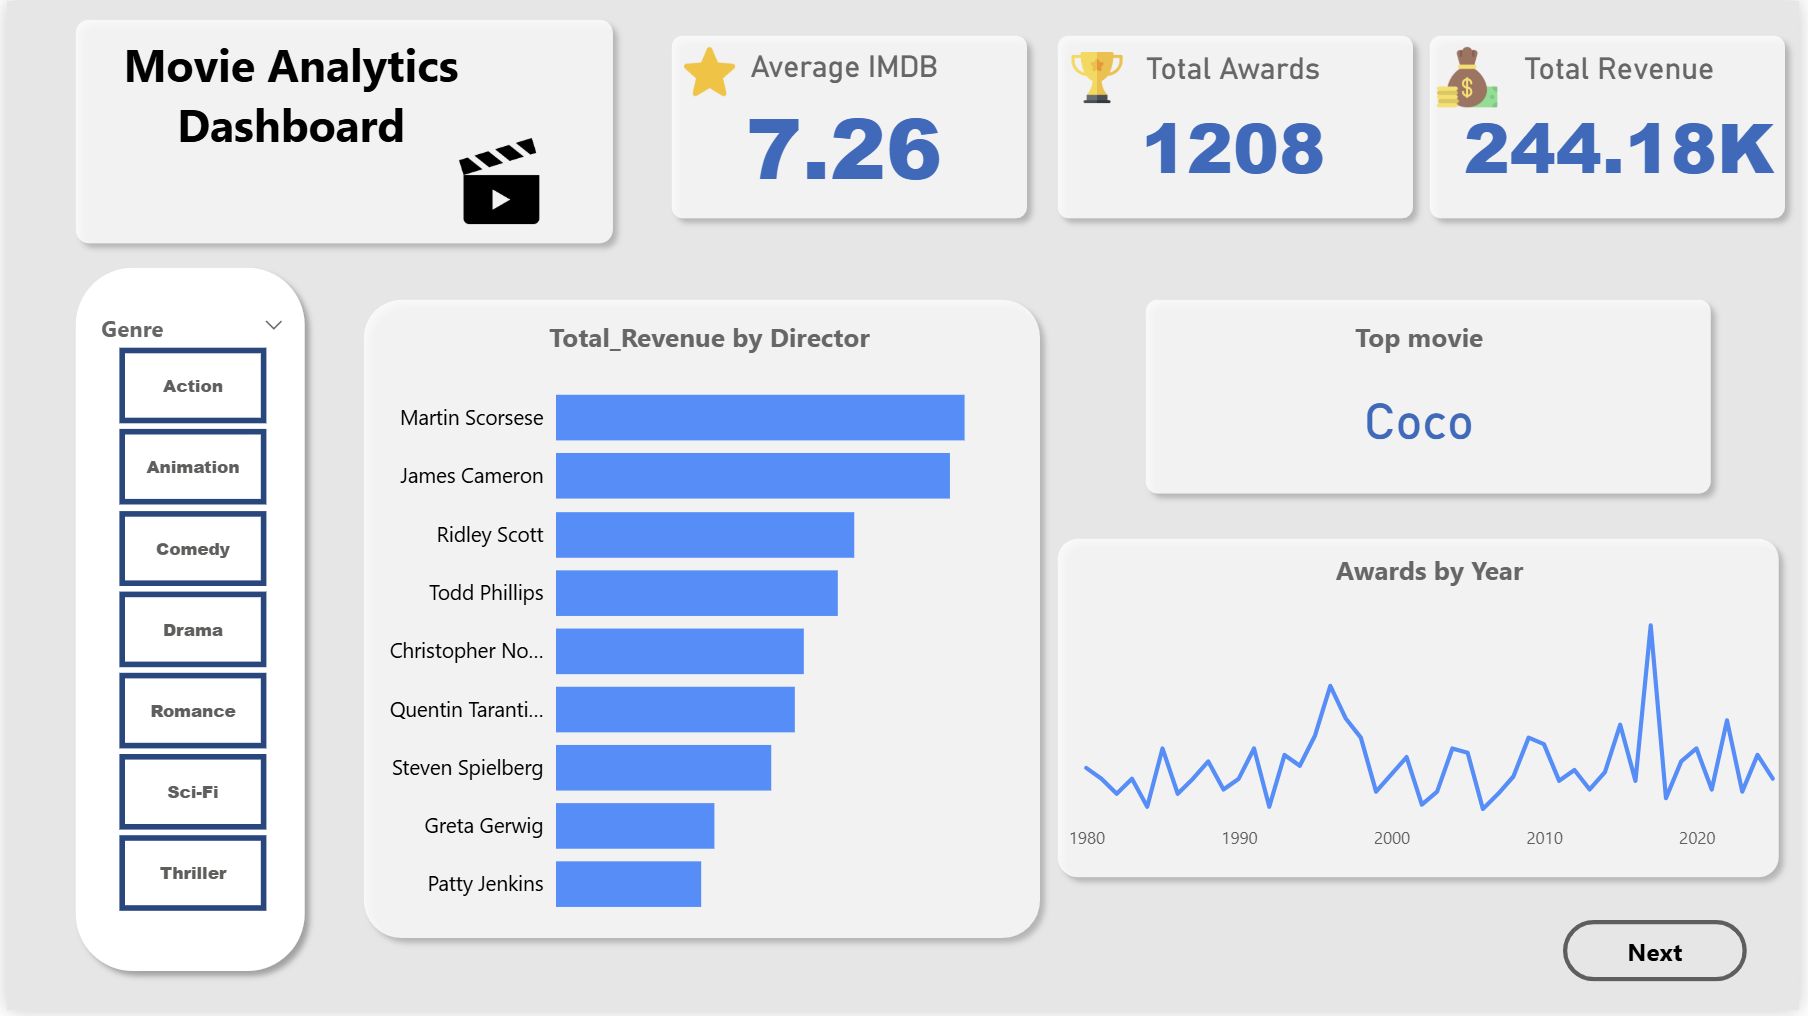 Movie Analytics
Dashboard
Average IMDB
7.26
Total Awards
1208
$
Total Revenue
244.18K
Genre
Action
Animation
Comedy
Drama
Romance
Sci-Fi
Thriller
Total_Revenue by Director
Martin Scorsese
James Cameron
Ridley Scott
Todd Phillips
Christopher No...
Quentin Taranti...
Steven Spielberg
Greta Gerwig
Patty Jenkins
Top movie
Coco
Awards by Year
1980 1990 2000 2010 2020
Next